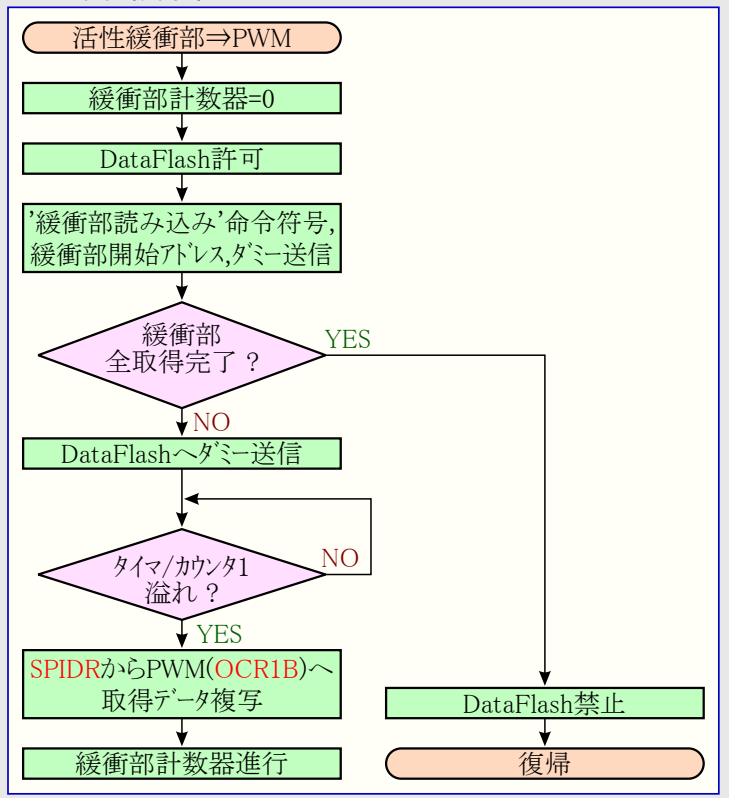 活性緩衝部⇒PWM
緩衝部計数器=0
DataFlash許可
'緩衝部読み込み'命令符号,
緩衝部開始ｱﾄﾞﾚｽ,ﾀﾞﾐｰ送信
緩衝部
全取得完了 ?
YES
NO
DataFlashへﾀﾞﾐｰ送信
ﾀｲﾏ/ｶｳﾝﾀ1
溢れ ?
NO
YES
SPIDRからPWM(OCR1B)へ
取得ﾃﾞｰﾀ複写
緩衝部計数器進行
DataFlash禁止
復帰